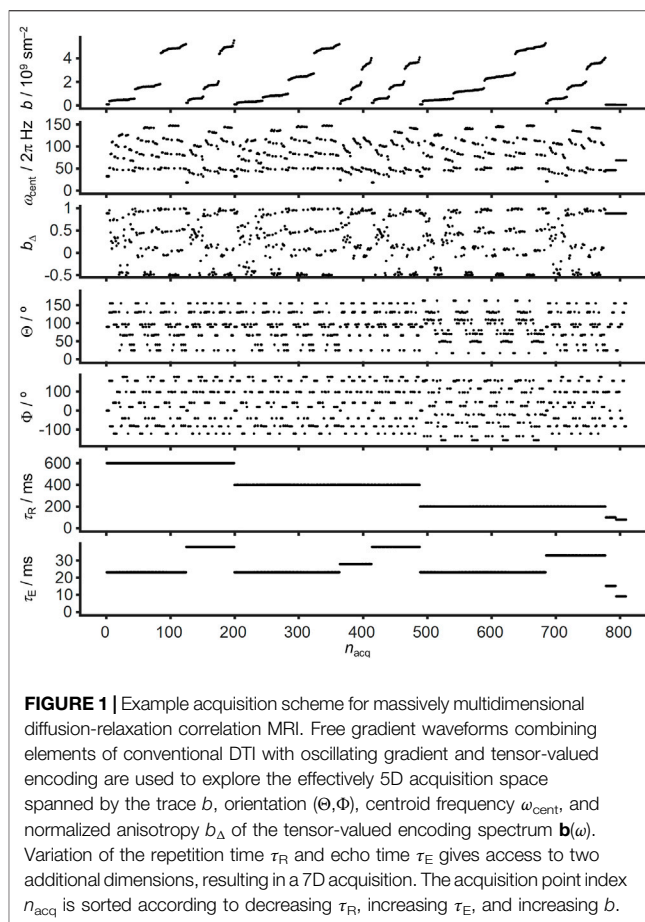 b / 10⁹ sm⁻²
4
2
0
ω_cent / 2π Hz
150
100
50
0
b_Δ
1
0.5
0
-0.5
Θ / °
150
100
50
0
Φ / °
100
0
-100
τ_R / ms
600
400
200
0
τ_E / ms
30
20
10
0
0 100 200 300 400 500 600 700 800
n_acq
FIGURE 1 | Example acquisition scheme for massively multidimensional
diffusion-relaxation correlation MRI. Free gradient waveforms combining
elements of conventional DTI with oscillating gradient and tensor-valued
encoding are used to explore the effectively 5D acquisition space
spanned by the trace b, orientation (Θ,Φ), centroid frequency ω_cent, and
normalized anisotropy b_Δ of the tensor-valued encoding spectrum b(ω).
Variation of the repetition time τ_R and echo time τ_E gives access to two
additional dimensions, resulting in a 7D acquisition. The acquisition point index
n_acq is sorted according to decreasing τ_R, increasing τ_E, and increasing b.